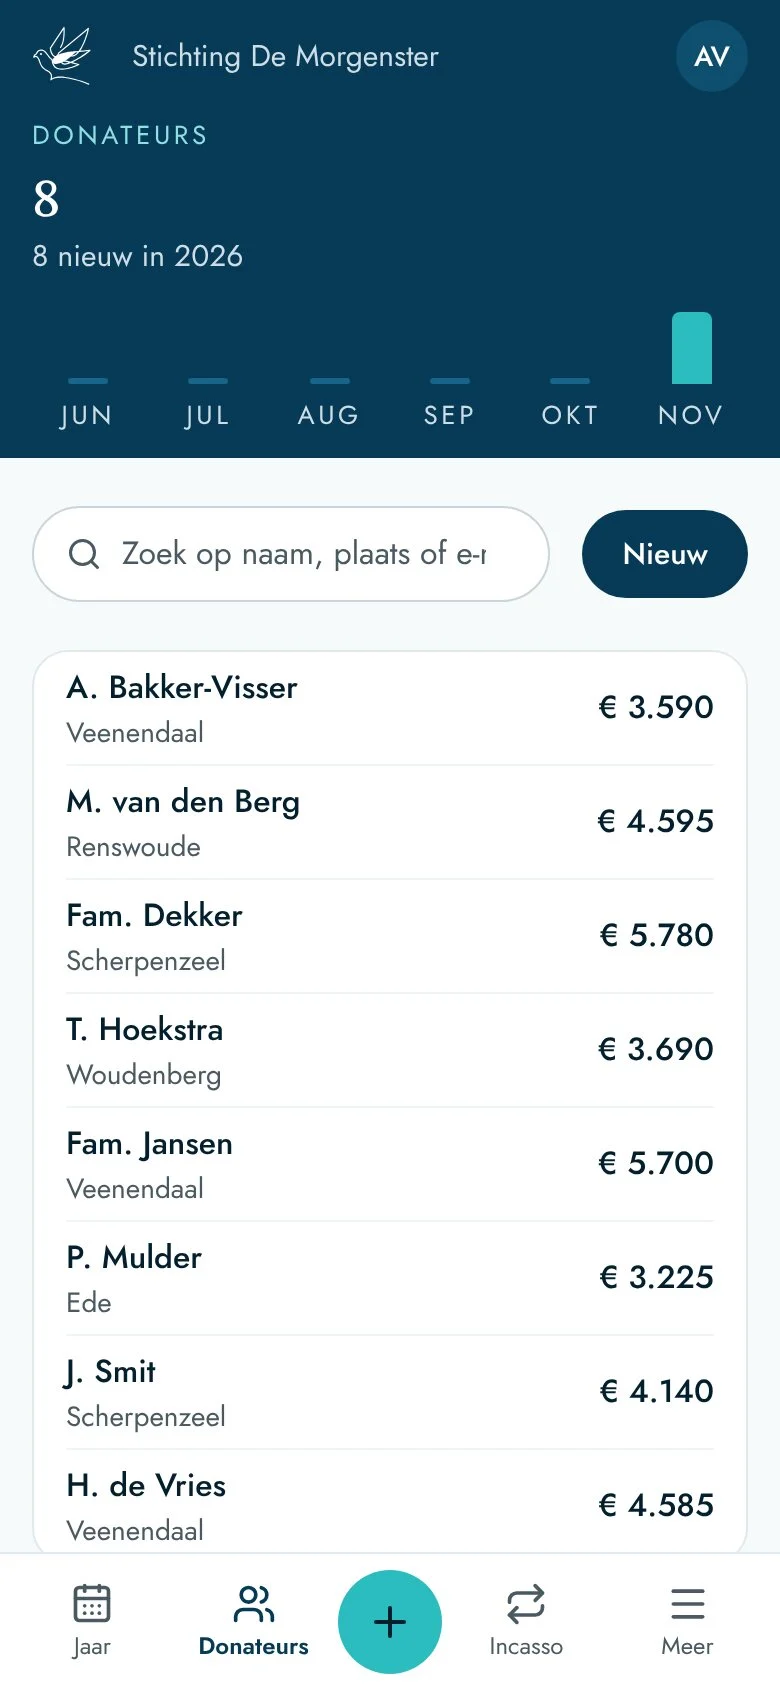 Stichting De Morgenster
AV
DONATEURS
8
8 nieuw in 2026
JUN JUL AUG SEP OKT NOV
Zoek op naam, plaats of e-
Nieuw
A. Bakker-Visser
€ 3.590
Veenendaal
M. van den Berg
€ 4.595
Renswoude
Fam. Dekker
€ 5.780
Scherpenzeel
T. Hoekstra
€ 3.690
Woudenberg
Fam. Jansen
€ 5.700
Veenendaal
P. Mulder
€ 3.225
Ede
J. Smit
€ 4.140
Scherpenzeel
H. de Vries
€ 4.585
Veenendaal
Jaar
Donateurs
Incasso
Meer